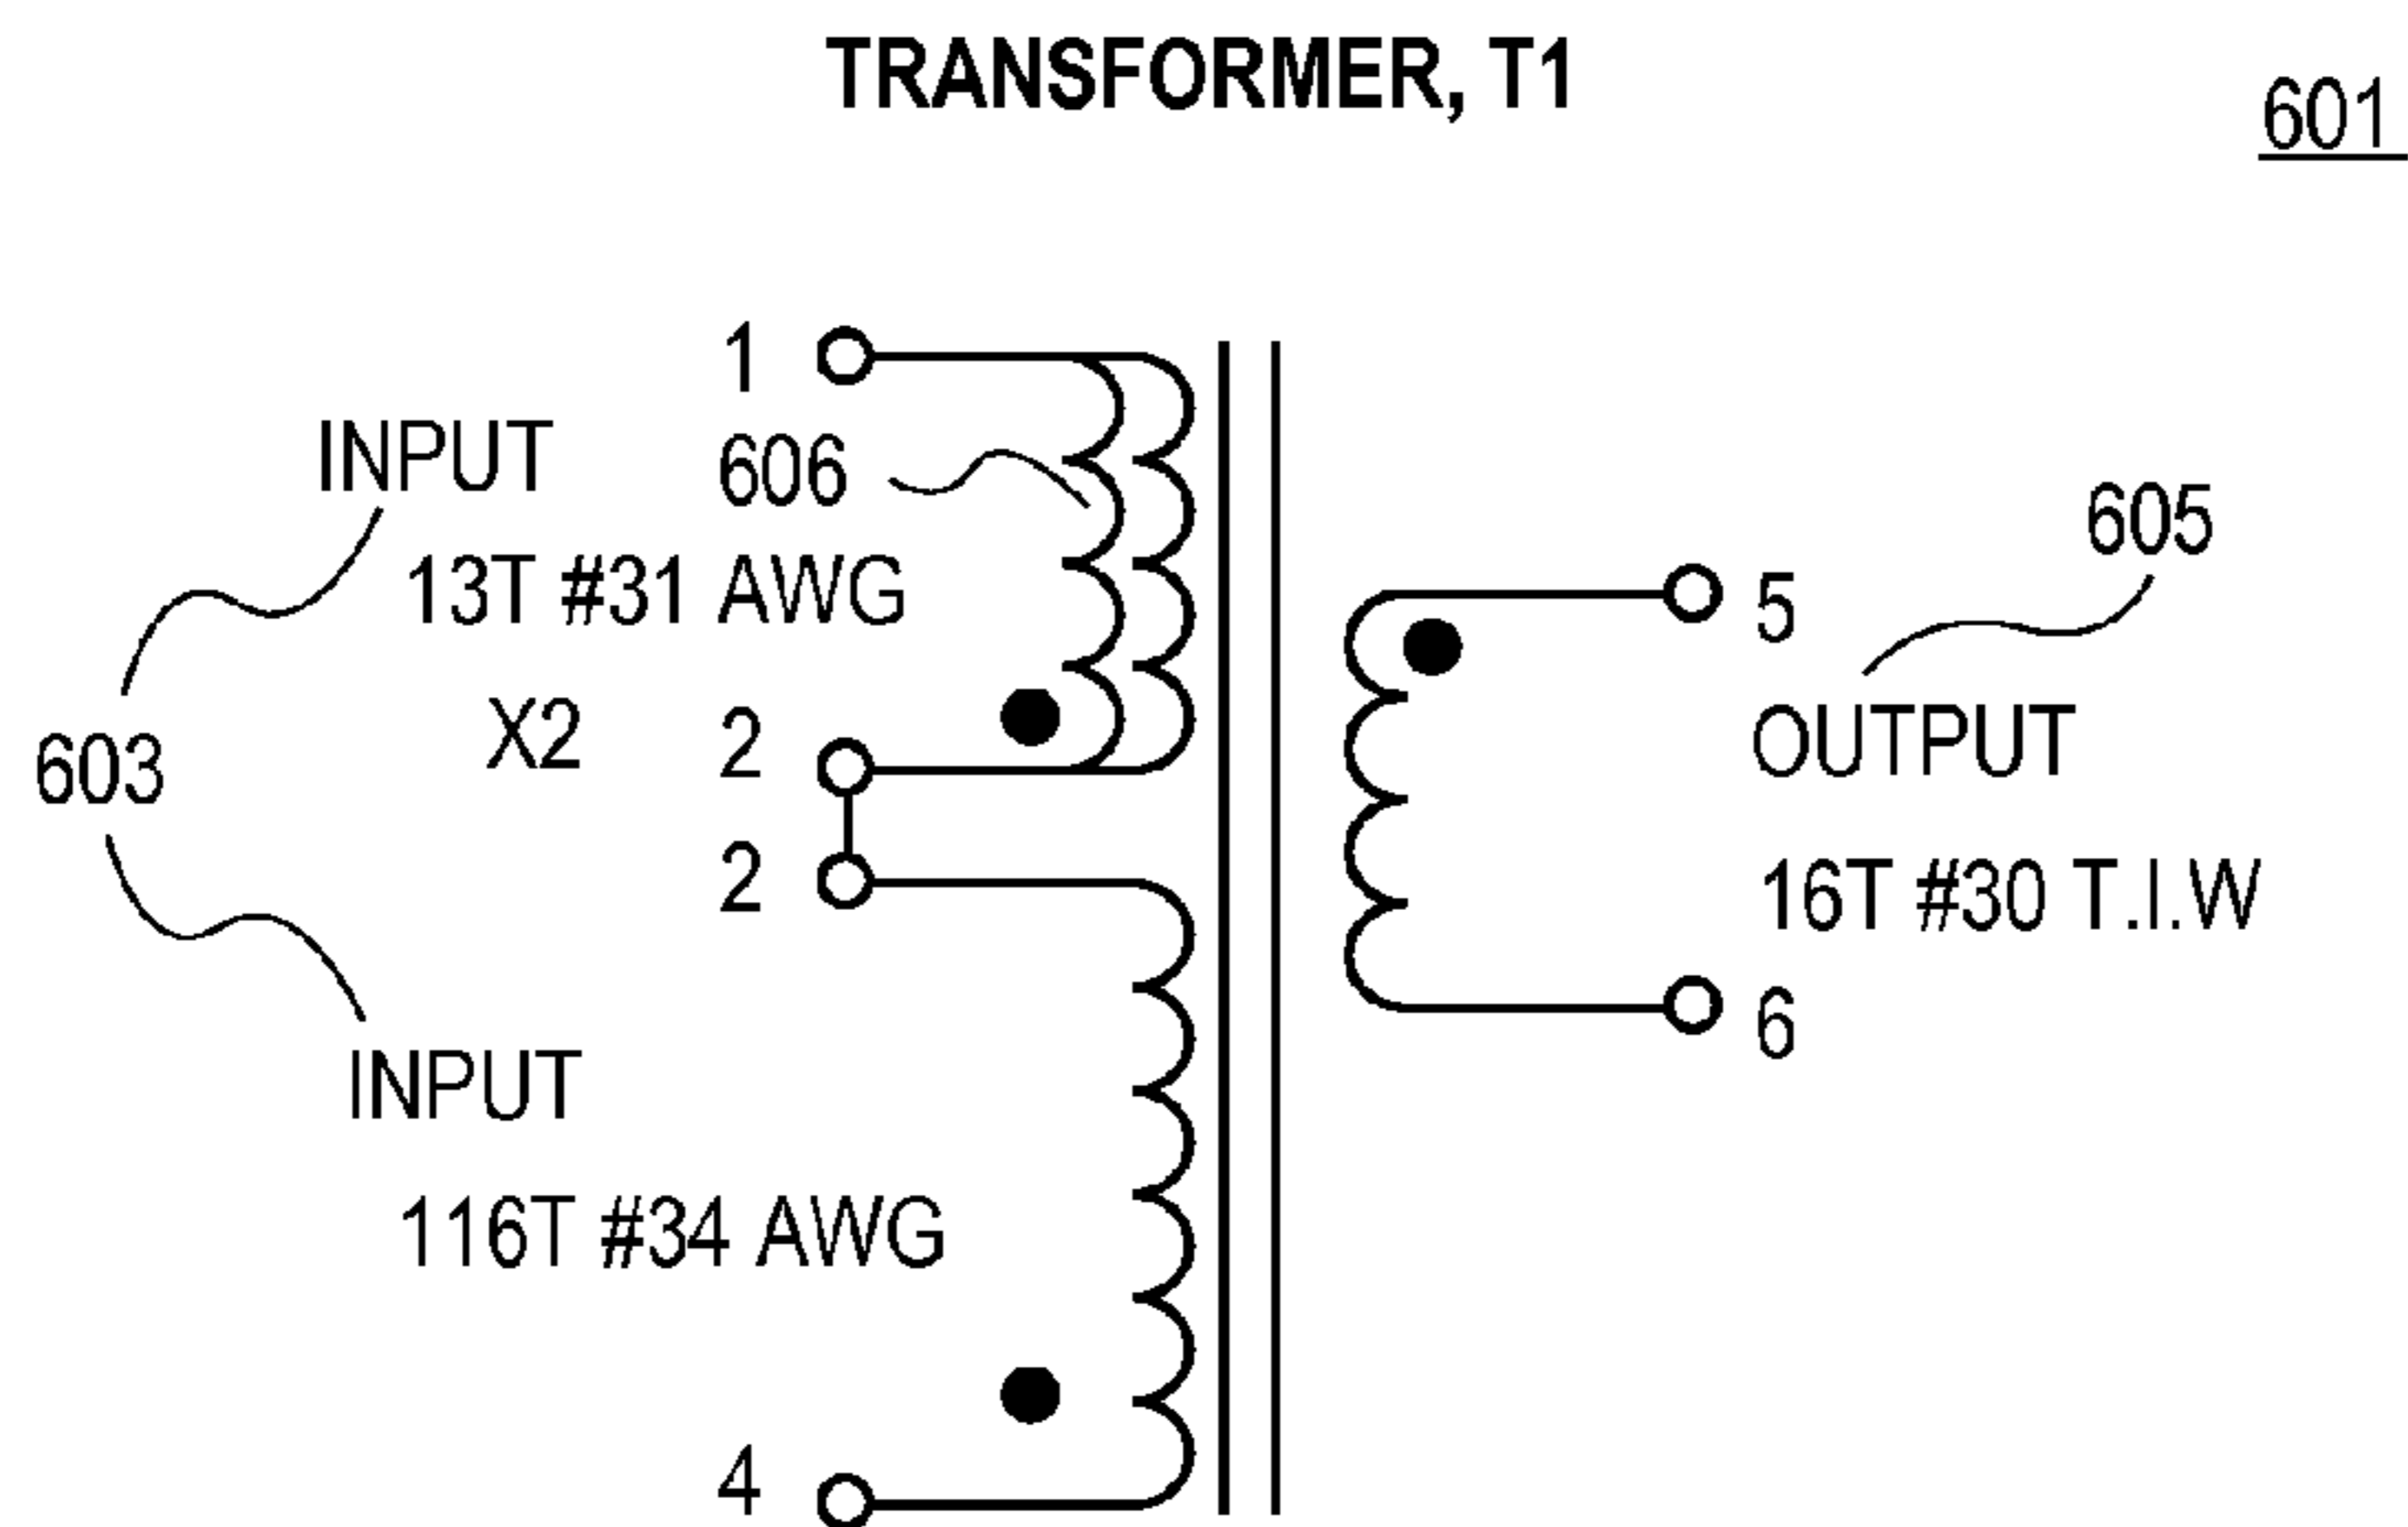 TRANSFORMER, T1
601
1
INPUT
606
13T #31 AWG
X2
2
603
2
INPUT
116T #34 AWG
4
605
5
OUTPUT
16T #30 T.I.W
6